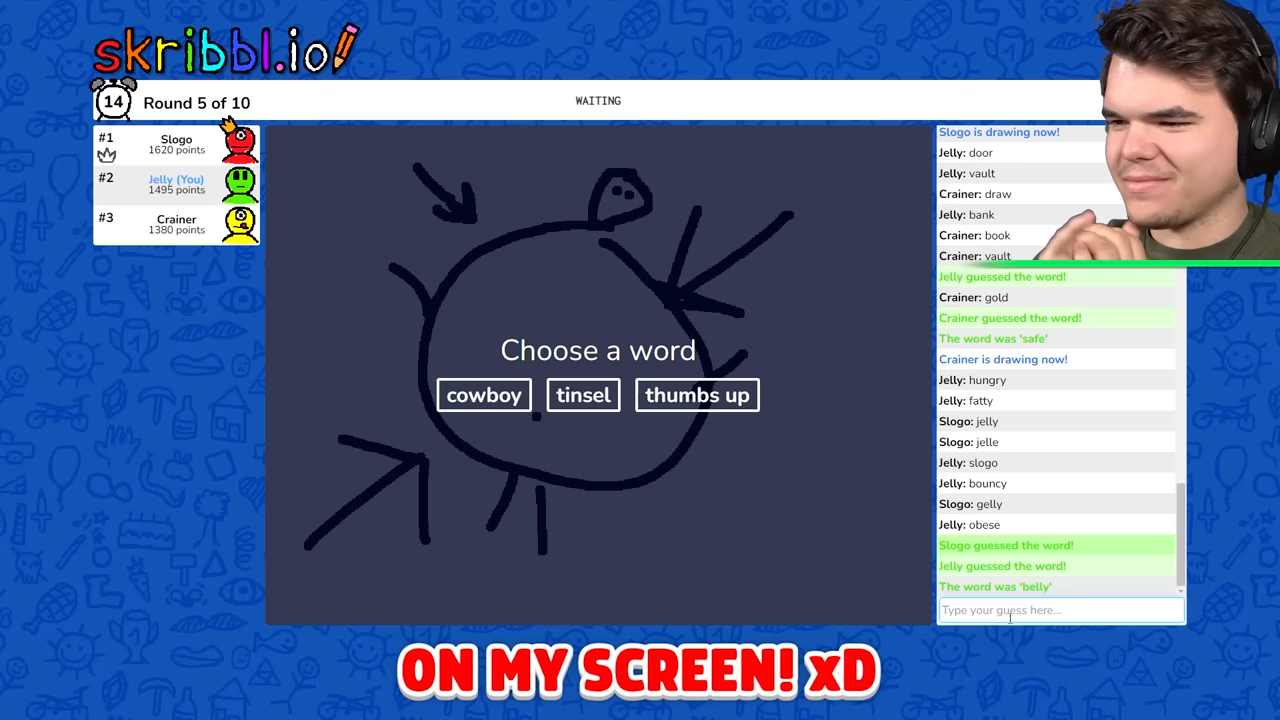 skribbl.io
14
Round 5 of 10
WAITING
#1
Slogo
1620 points
#2
Jelly (You)
1495 points
#3
Crainer
1380 points
Choose a word
cowboy
tinsel
thumbs up
Slogo is drawing now!
Jelly: door
Jelly: vault
Crainer: draw
Jelly: bank
Crainer: book
Crainer: vault
Jelly guessed the word!
Crainer: gold
Crainer guessed the word!
The word was 'safe'
Crainer is drawing now!
Jelly: hungry
Jelly: fatty
Slogo: jelly
Slogo: jelle
Jelly: slogo
Jelly: bouncy
Slogo: gelly
Jelly: obese
Slogo guessed the word!
Jelly guessed the word!
The word was 'belly'
Type your guess here...
ON MY SCREEN! xD